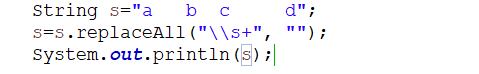 String s="a   b  c      d";
s=s.replaceAll("\\s+", "");
System.out.println(s);